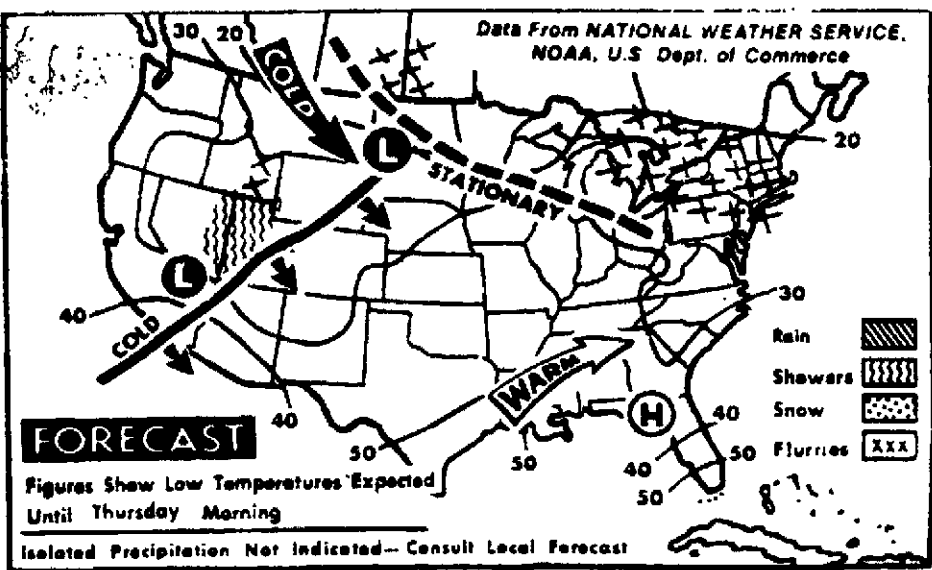 Data From NATIONAL WEATHER SERVICE,
NOAA, U.S Dept. of Commerce
30 20
COLD
L
20
STATIONARY
L
40
COLD
30
WARM
H
40
50
40
50
50
40
50
Rain
Showers
Snow
Flurries XXX
FORECAST
Figures Show Low Temperatures Expected
Until Thursday Morning
Isolated Precipitation Not Indicated-- Consult Local Forecast